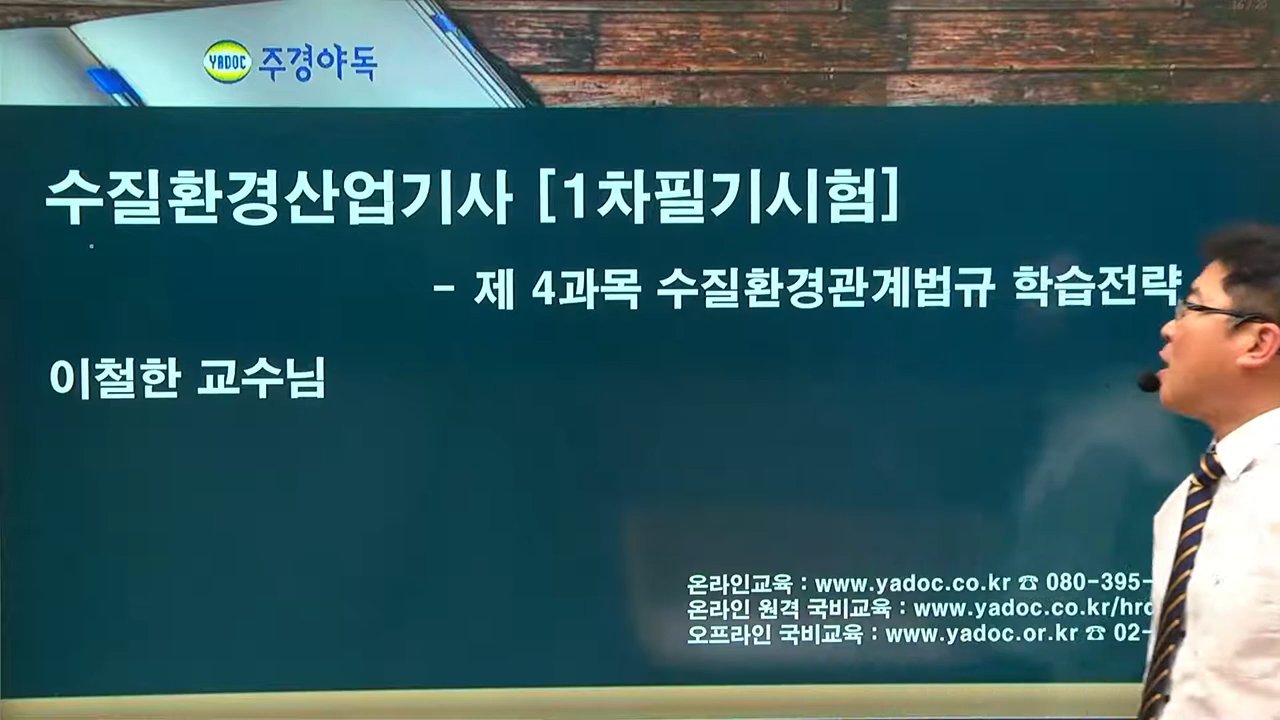 YADOC 주경야독
수질환경산업기사 [1차필기시험]
- 제 4과목 수질환경관계법규 학습전략
이철한 교수님
온라인교육 : www.yadoc.co.kr ☎ 080-395-
온라인 원격 국비교육 : www.yadoc.co.kr/hrd
오프라인 국비교육 : www.yadoc.or.kr ☎ 02-